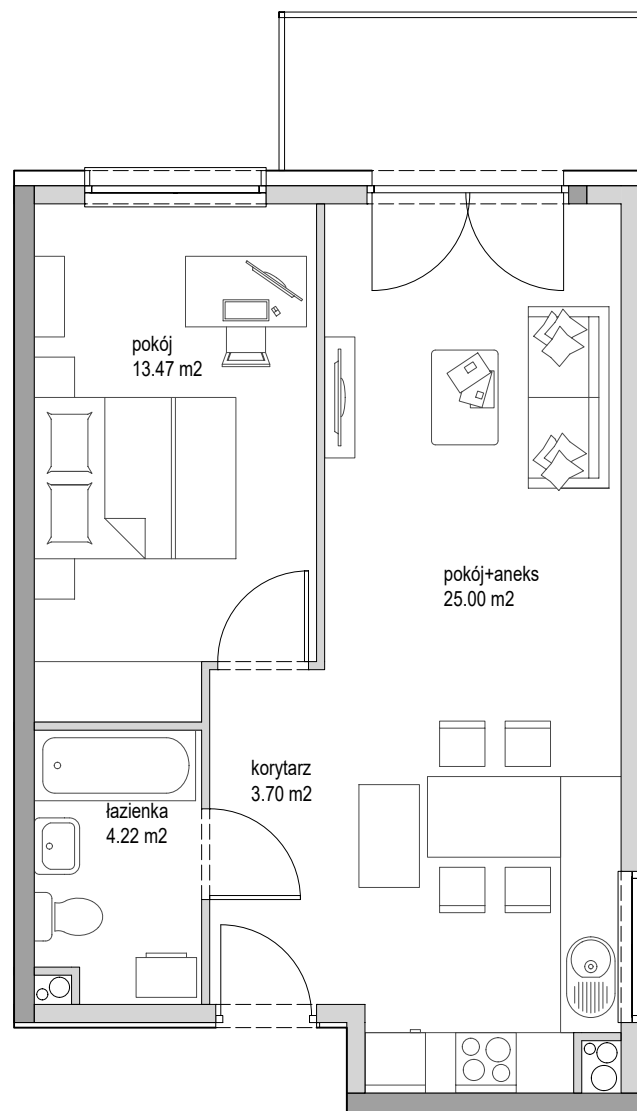 pokój
13.47 m2
pokój+aneks
25.00 m2
korytarz
3.70 m2
łazienka
4.22 m2